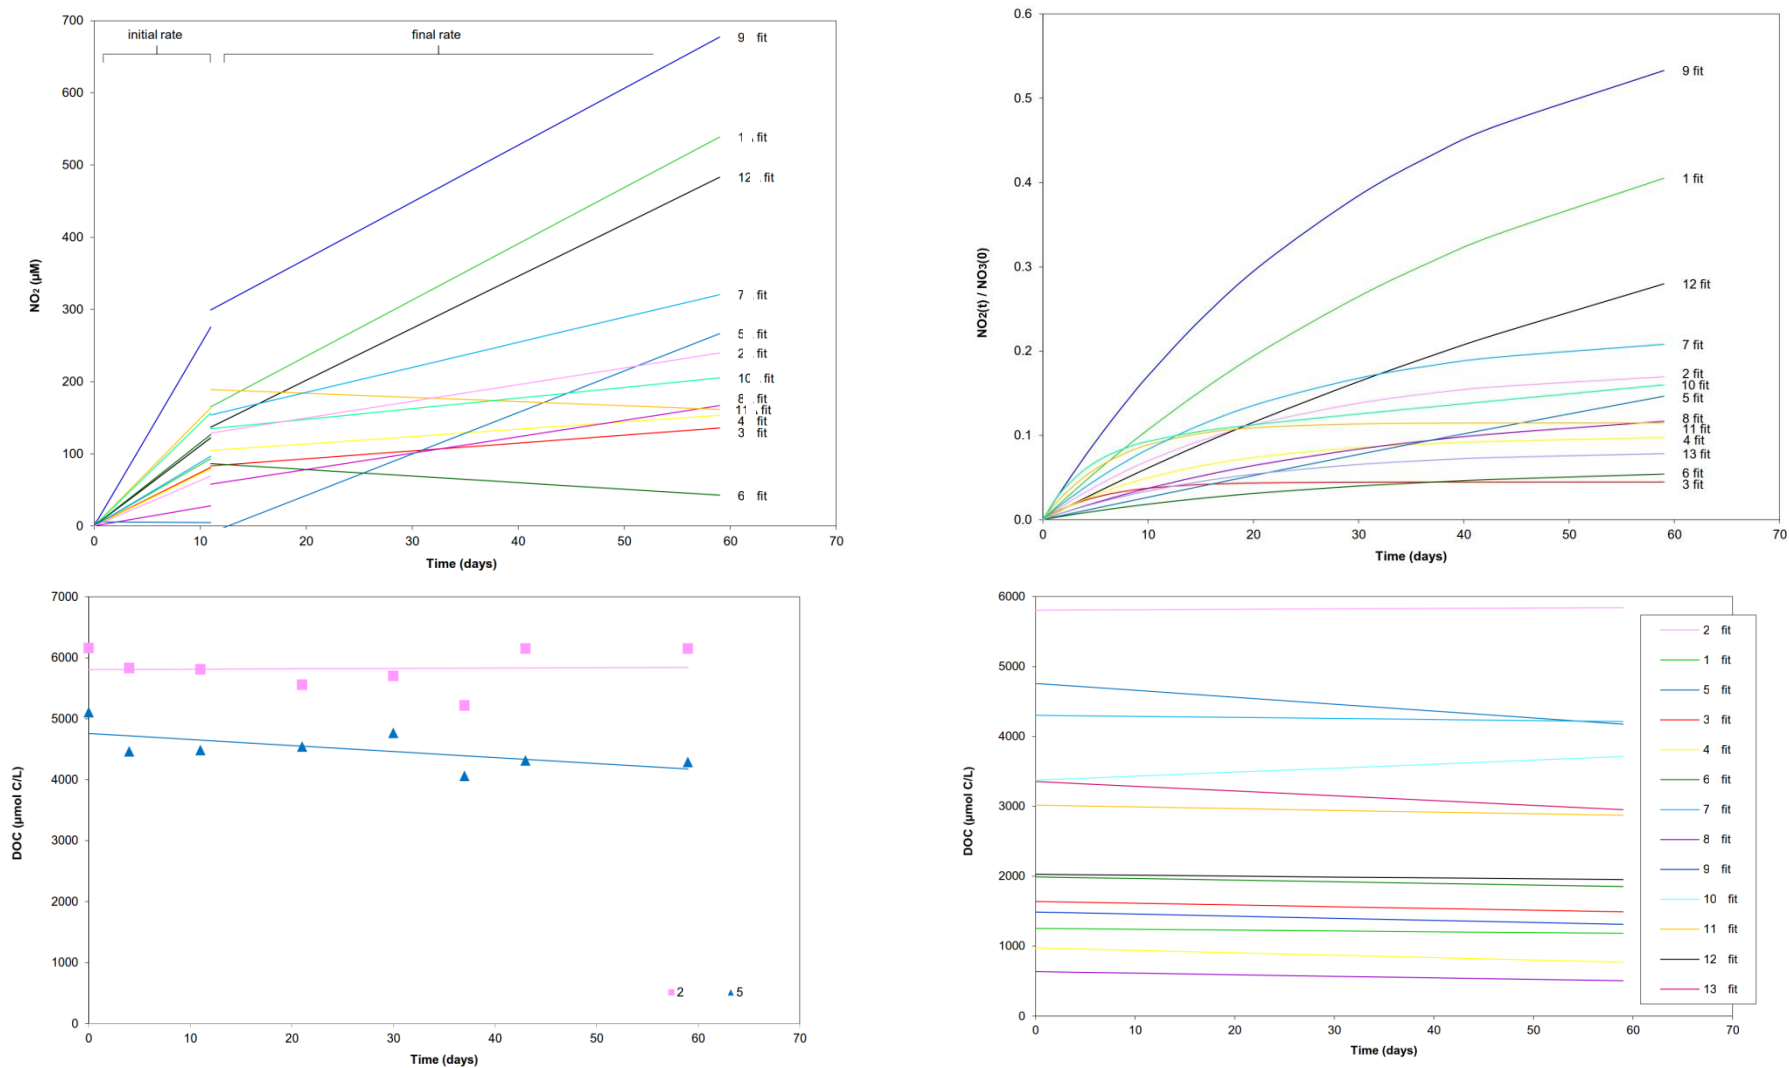 700
600
500
400
300
200
100
0
NO₂ (µM)
initial rate
final rate
9 fit
1 fit
12 fit
7 fit
5 fit
2 fit
10 fit
8 fit
11 fit
4 fit
3 fit
6 fit
0 10 20 30 40 50 60 70
Time (days)
0.6
0.5
0.4
0.3
0.2
0.1
0.0
NO₂(t) / NO₃(0)
9 fit
1 fit
12 fit
7 fit
2 fit
10 fit
5 fit
8 fit
11 fit
4 fit
13 fit
6 fit
3 fit
0 10 20 30 40 50 60 70
Time (days)
7000
6000
5000
4000
3000
2000
1000
0
DOC (µmol C/L)
2 5
0 10 20 30 40 50 60 70
Time (days)
6000
5000
4000
3000
2000
1000
0
DOC (µmol C/L)
2 fit
1 fit
5 fit
3 fit
4 fit
6 fit
7 fit
8 fit
9 fit
10 fit
11 fit
12 fit
13 fit
0 10 20 30 40 50 60 70
Time (days)